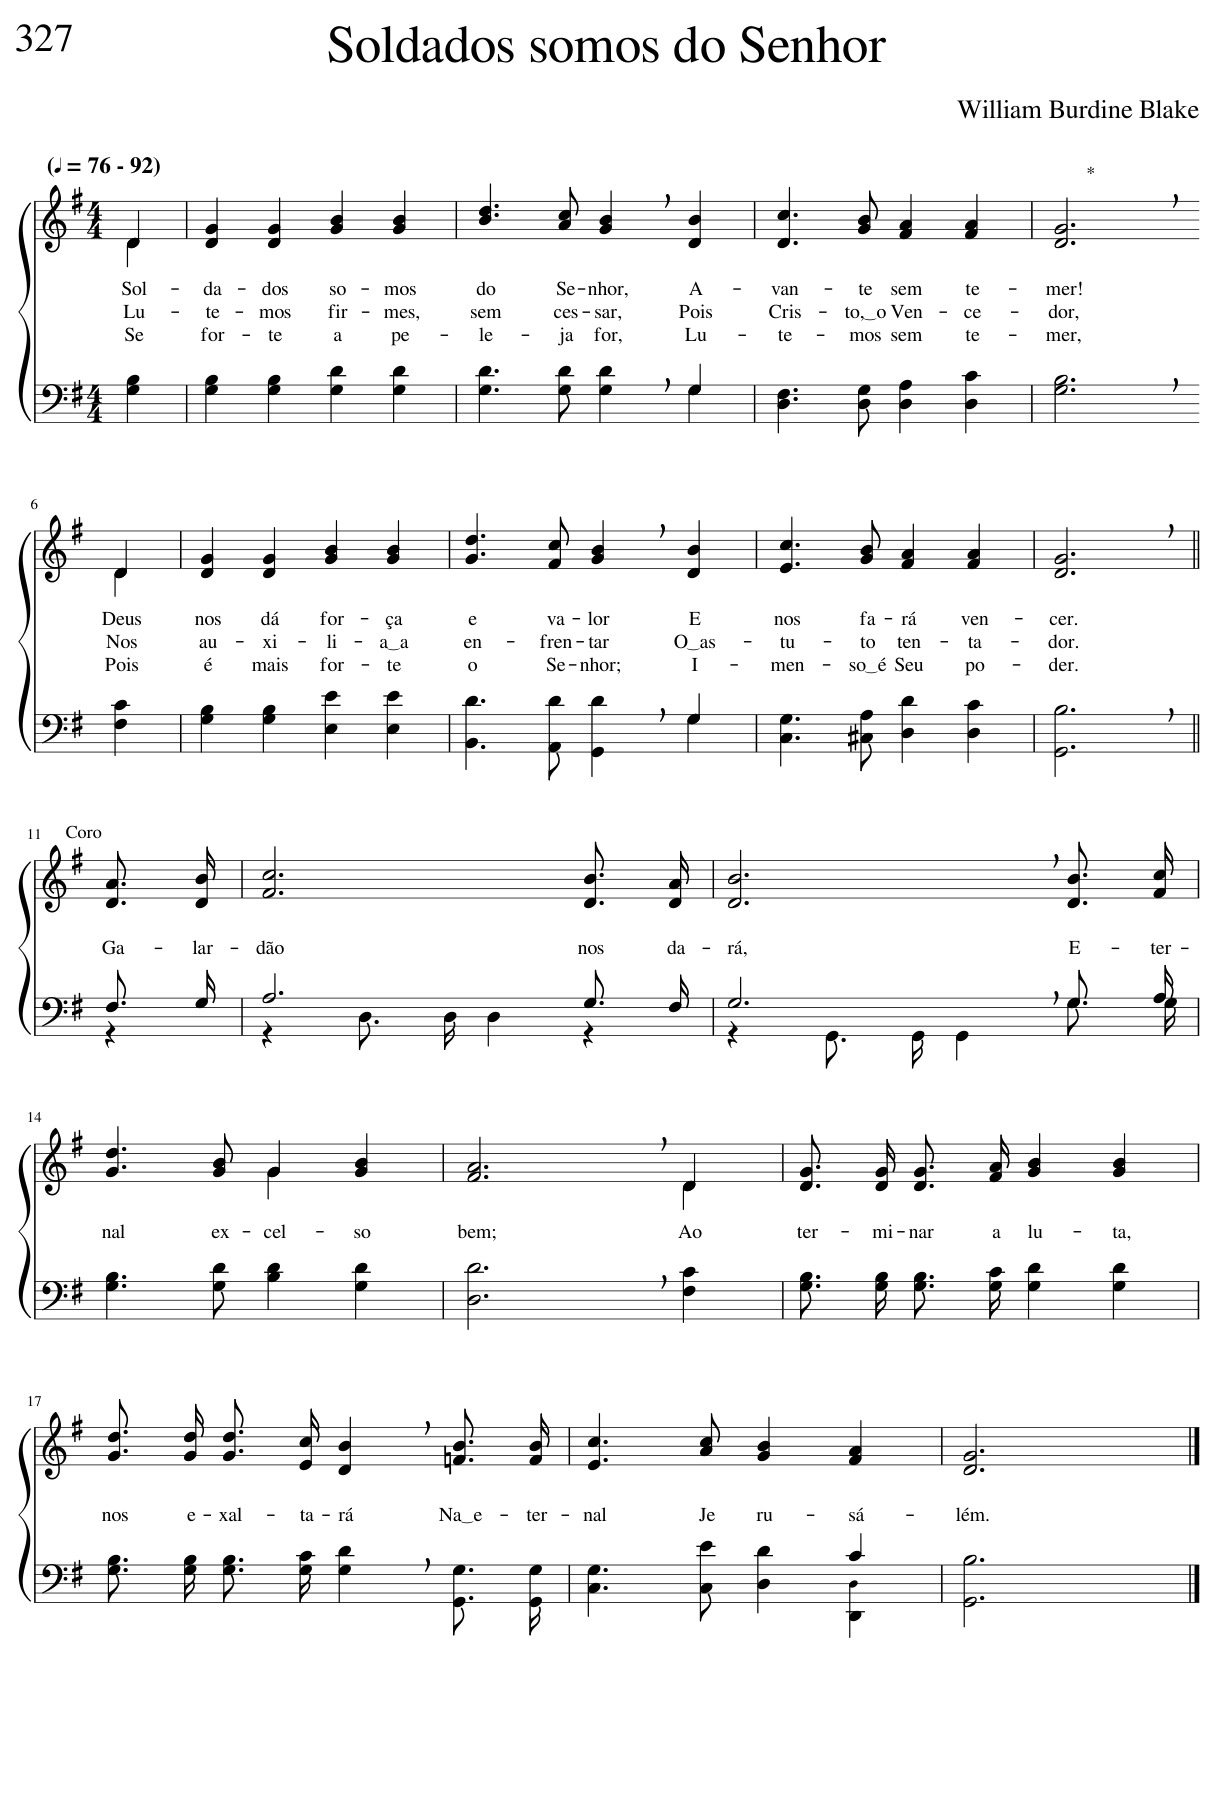 327
Soldados somos do Senhor
William Burdine Blake
(♩ = 76 - 92)
*
Sol - da - dos so - mos do Se - nhor, A - van - te sem te - mer!
Lu - te - mos fir - mes, sem ces - sar, Pois Cris - to,‿o Ven - ce - dor,
Se for - te a pe - le - ja for, Lu - te - mos sem te - mer,
6
Deus nos dá for - ça e va - lor E nos fa - rá ven - cer.
Nos au - xi - li - a‿a en - fren - tar O‿as - tu - to ten - ta - dor.
Pois é mais for - te o Se - nhor; I - men - so‿é Seu po - der.
11
Coro
Ga - lar - dão nos da - rá, E - ter -
14
nal ex - cel - so bem; Ao ter - mi - nar a lu - ta,
17
nos e - xal - ta - rá Na‿e - ter - nal Je ru - sá - lém.